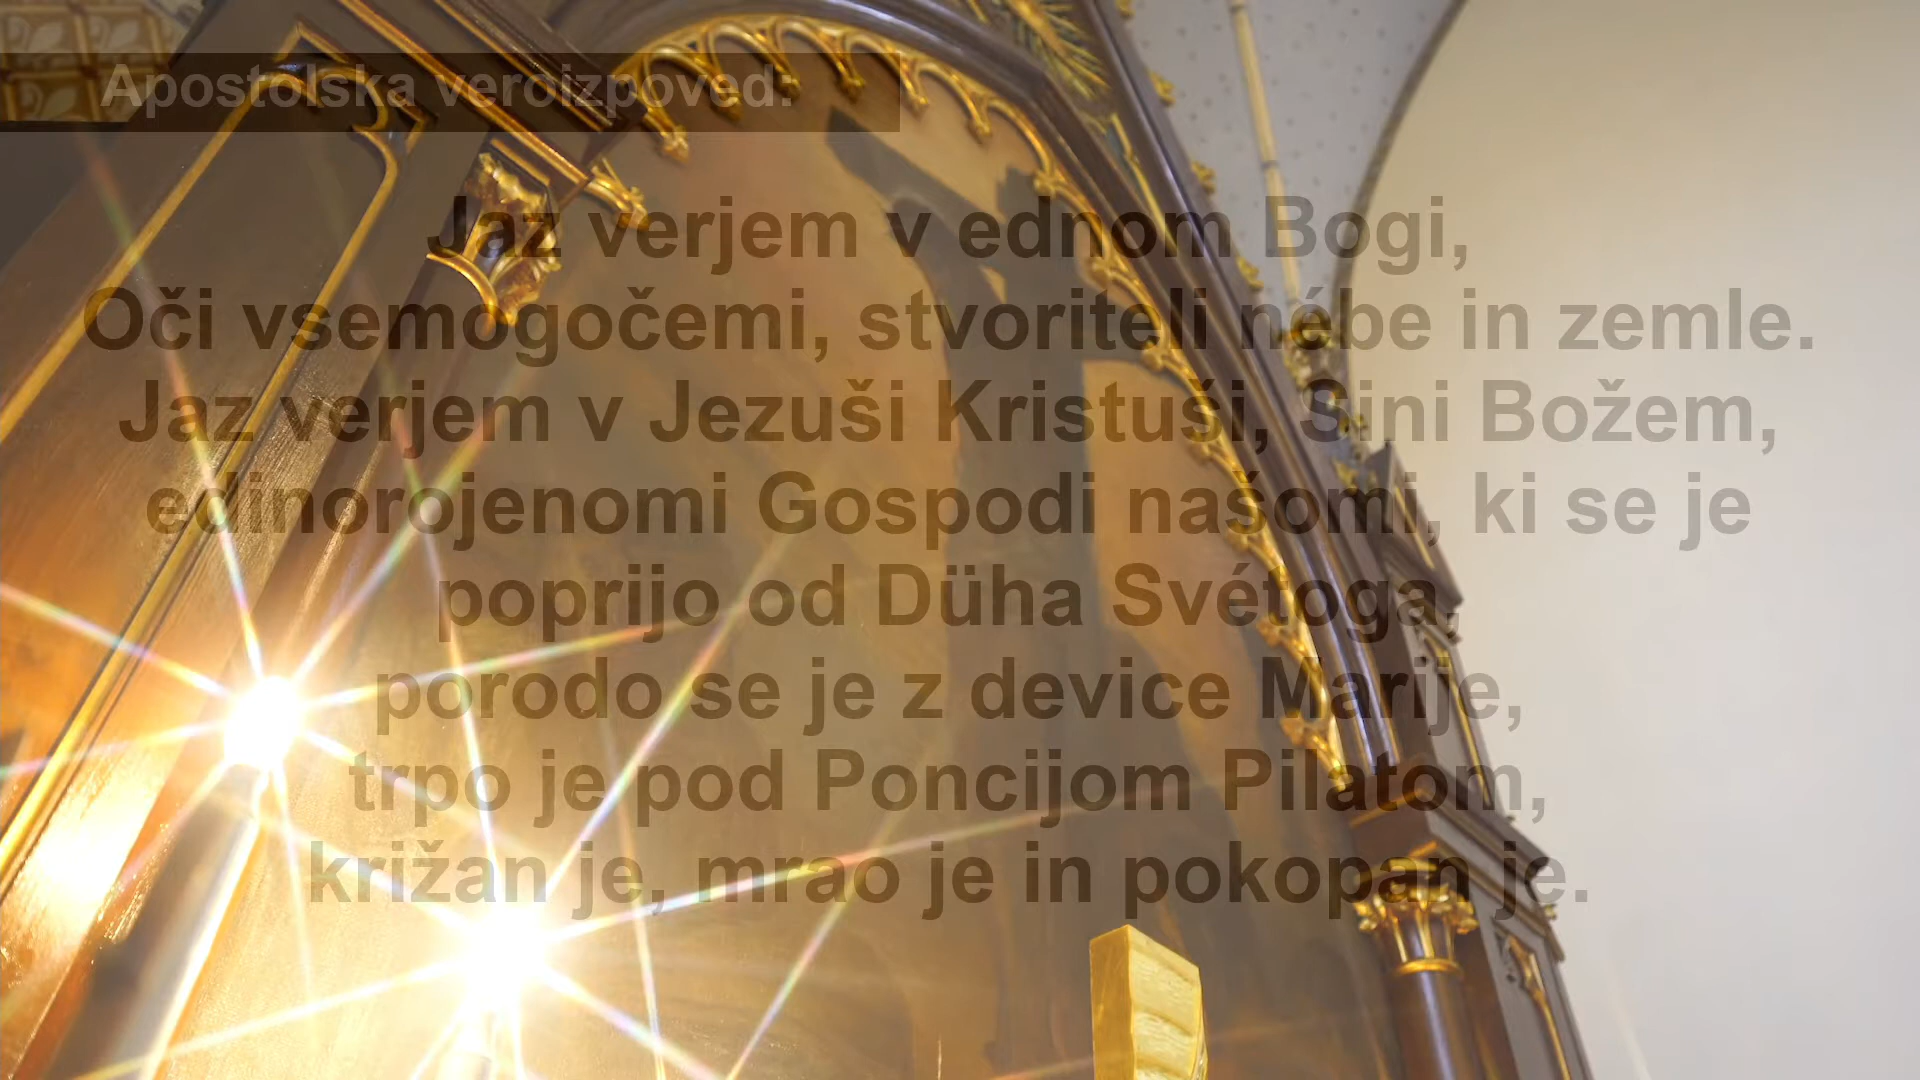 Apostolska veroizpoved:
Jaz verjem v ednom Bogi,
Oči vsemogočemi, stvoriteli nébe in zemle.
Jaz verjem v Jezuši Kristuši, Sini Božem,
edinorojenomi Gospodi našomi, ki se je
poprijo od Düha Svétoga,
porodo se je z device Marije,
trpo je pod Poncijom Pilatom,
križan je, mrao je in pokopan je.